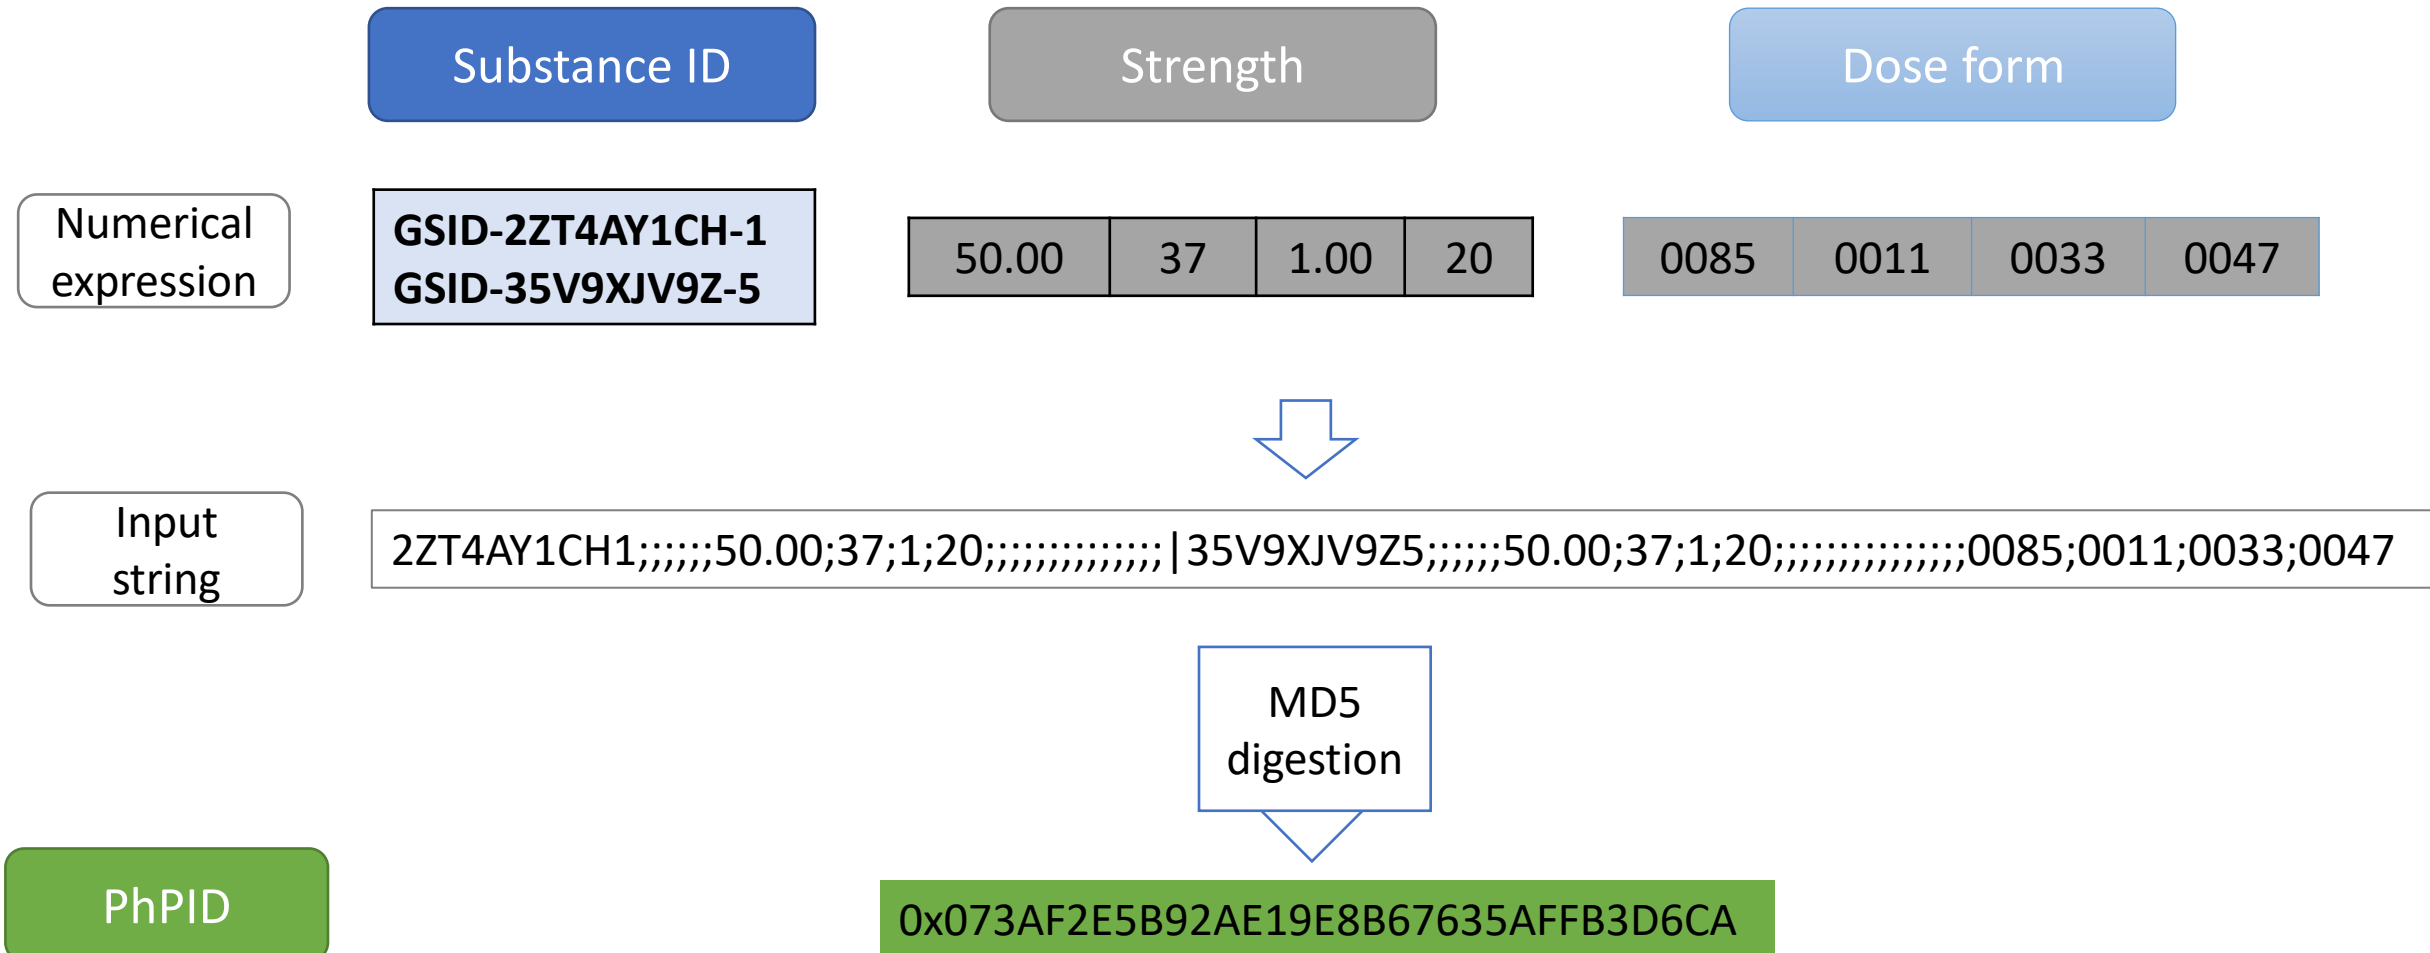 Substance ID
Strength
Dose form
Numerical
expression
GSID-2ZT4AY1CH-1
GSID-35V9XJV9Z-5
50.00 37 1.00 20
0085 0011 0033 0047
Input
string
2ZT4AY1CH1;;;;;;50.00;37;1;20;;;;;;;;;;;;;;|35V9XJV9Z5;;;;;;50.00;37;1;20;;;;;;;;;;;;;;;0085;0011;0033;0047
MD5
digestion
PhPID
0x073AF2E5B92AE19E8B67635AFFB3D6CA